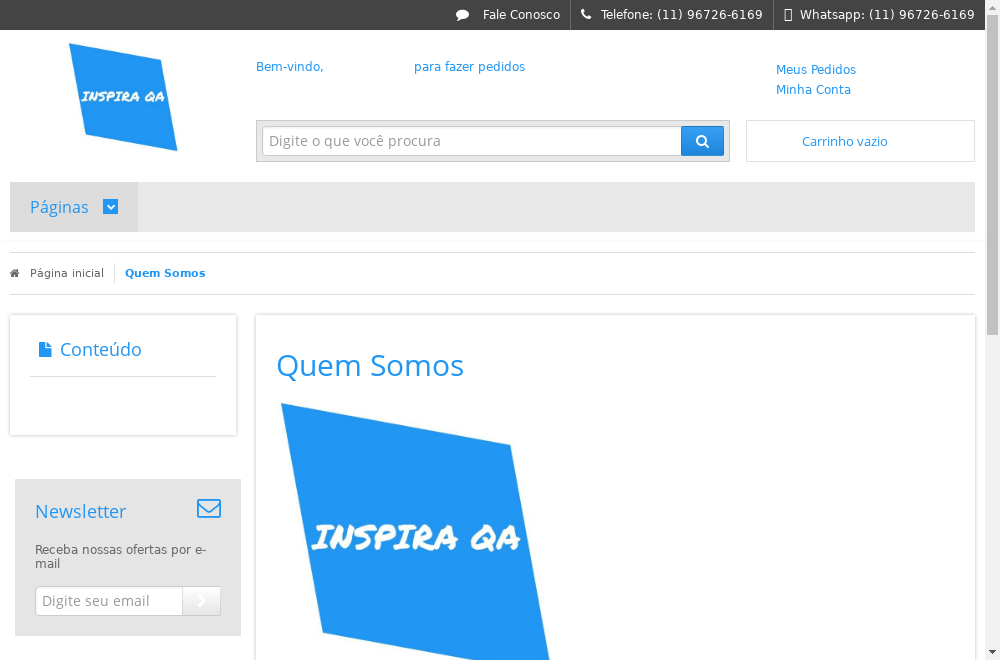 Fale Conosco
Telefone: (11) 96726-6169
Whatsapp: (11) 96726-6169
INSPIRA QA
Bem-vindo,
para fazer pedidos
Meus Pedidos
Minha Conta
Digite o que você procura
Carrinho vazio
Páginas
Página inicial
Quem Somos
Conteúdo
Quem Somos
INSPIRA QA
Newsletter
Receba nossas ofertas por e-
mail
Digite seu email